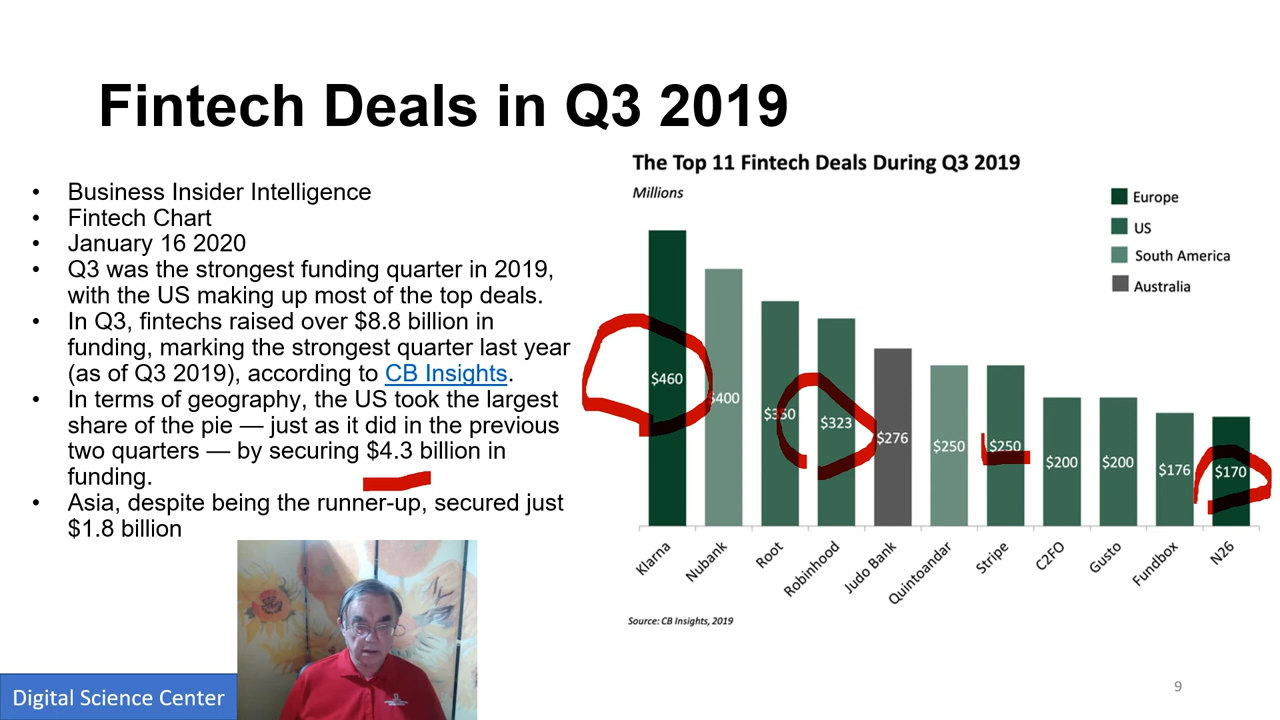 Fintech Deals in Q3 2019
• Business Insider Intelligence
• Fintech Chart
• January 16 2020
• Q3 was the strongest funding quarter in 2019,
with the US making up most of the top deals.
• In Q3, fintechs raised over $8.8 billion in
funding, marking the strongest quarter last year
(as of Q3 2019), according to CB Insights.
• In terms of geography, the US took the largest
share of the pie — just as it did in the previous
two quarters — by securing $4.3 billion in
funding.
• Asia, despite being the runner-up, secured just
$1.8 billion
The Top 11 Fintech Deals During Q3 2019
Millions
Europe
US
South America
Australia
$460
$400
$350
$323
$276
$250
$250
$200
$200
$176
$170
Klarna
Nubank
Root
Robinhood
Judo Bank
Quintoandar
Stripe
C2FO
Gusto
Fundbox
N26
Source: CB Insights, 2019
Digital Science Center
9